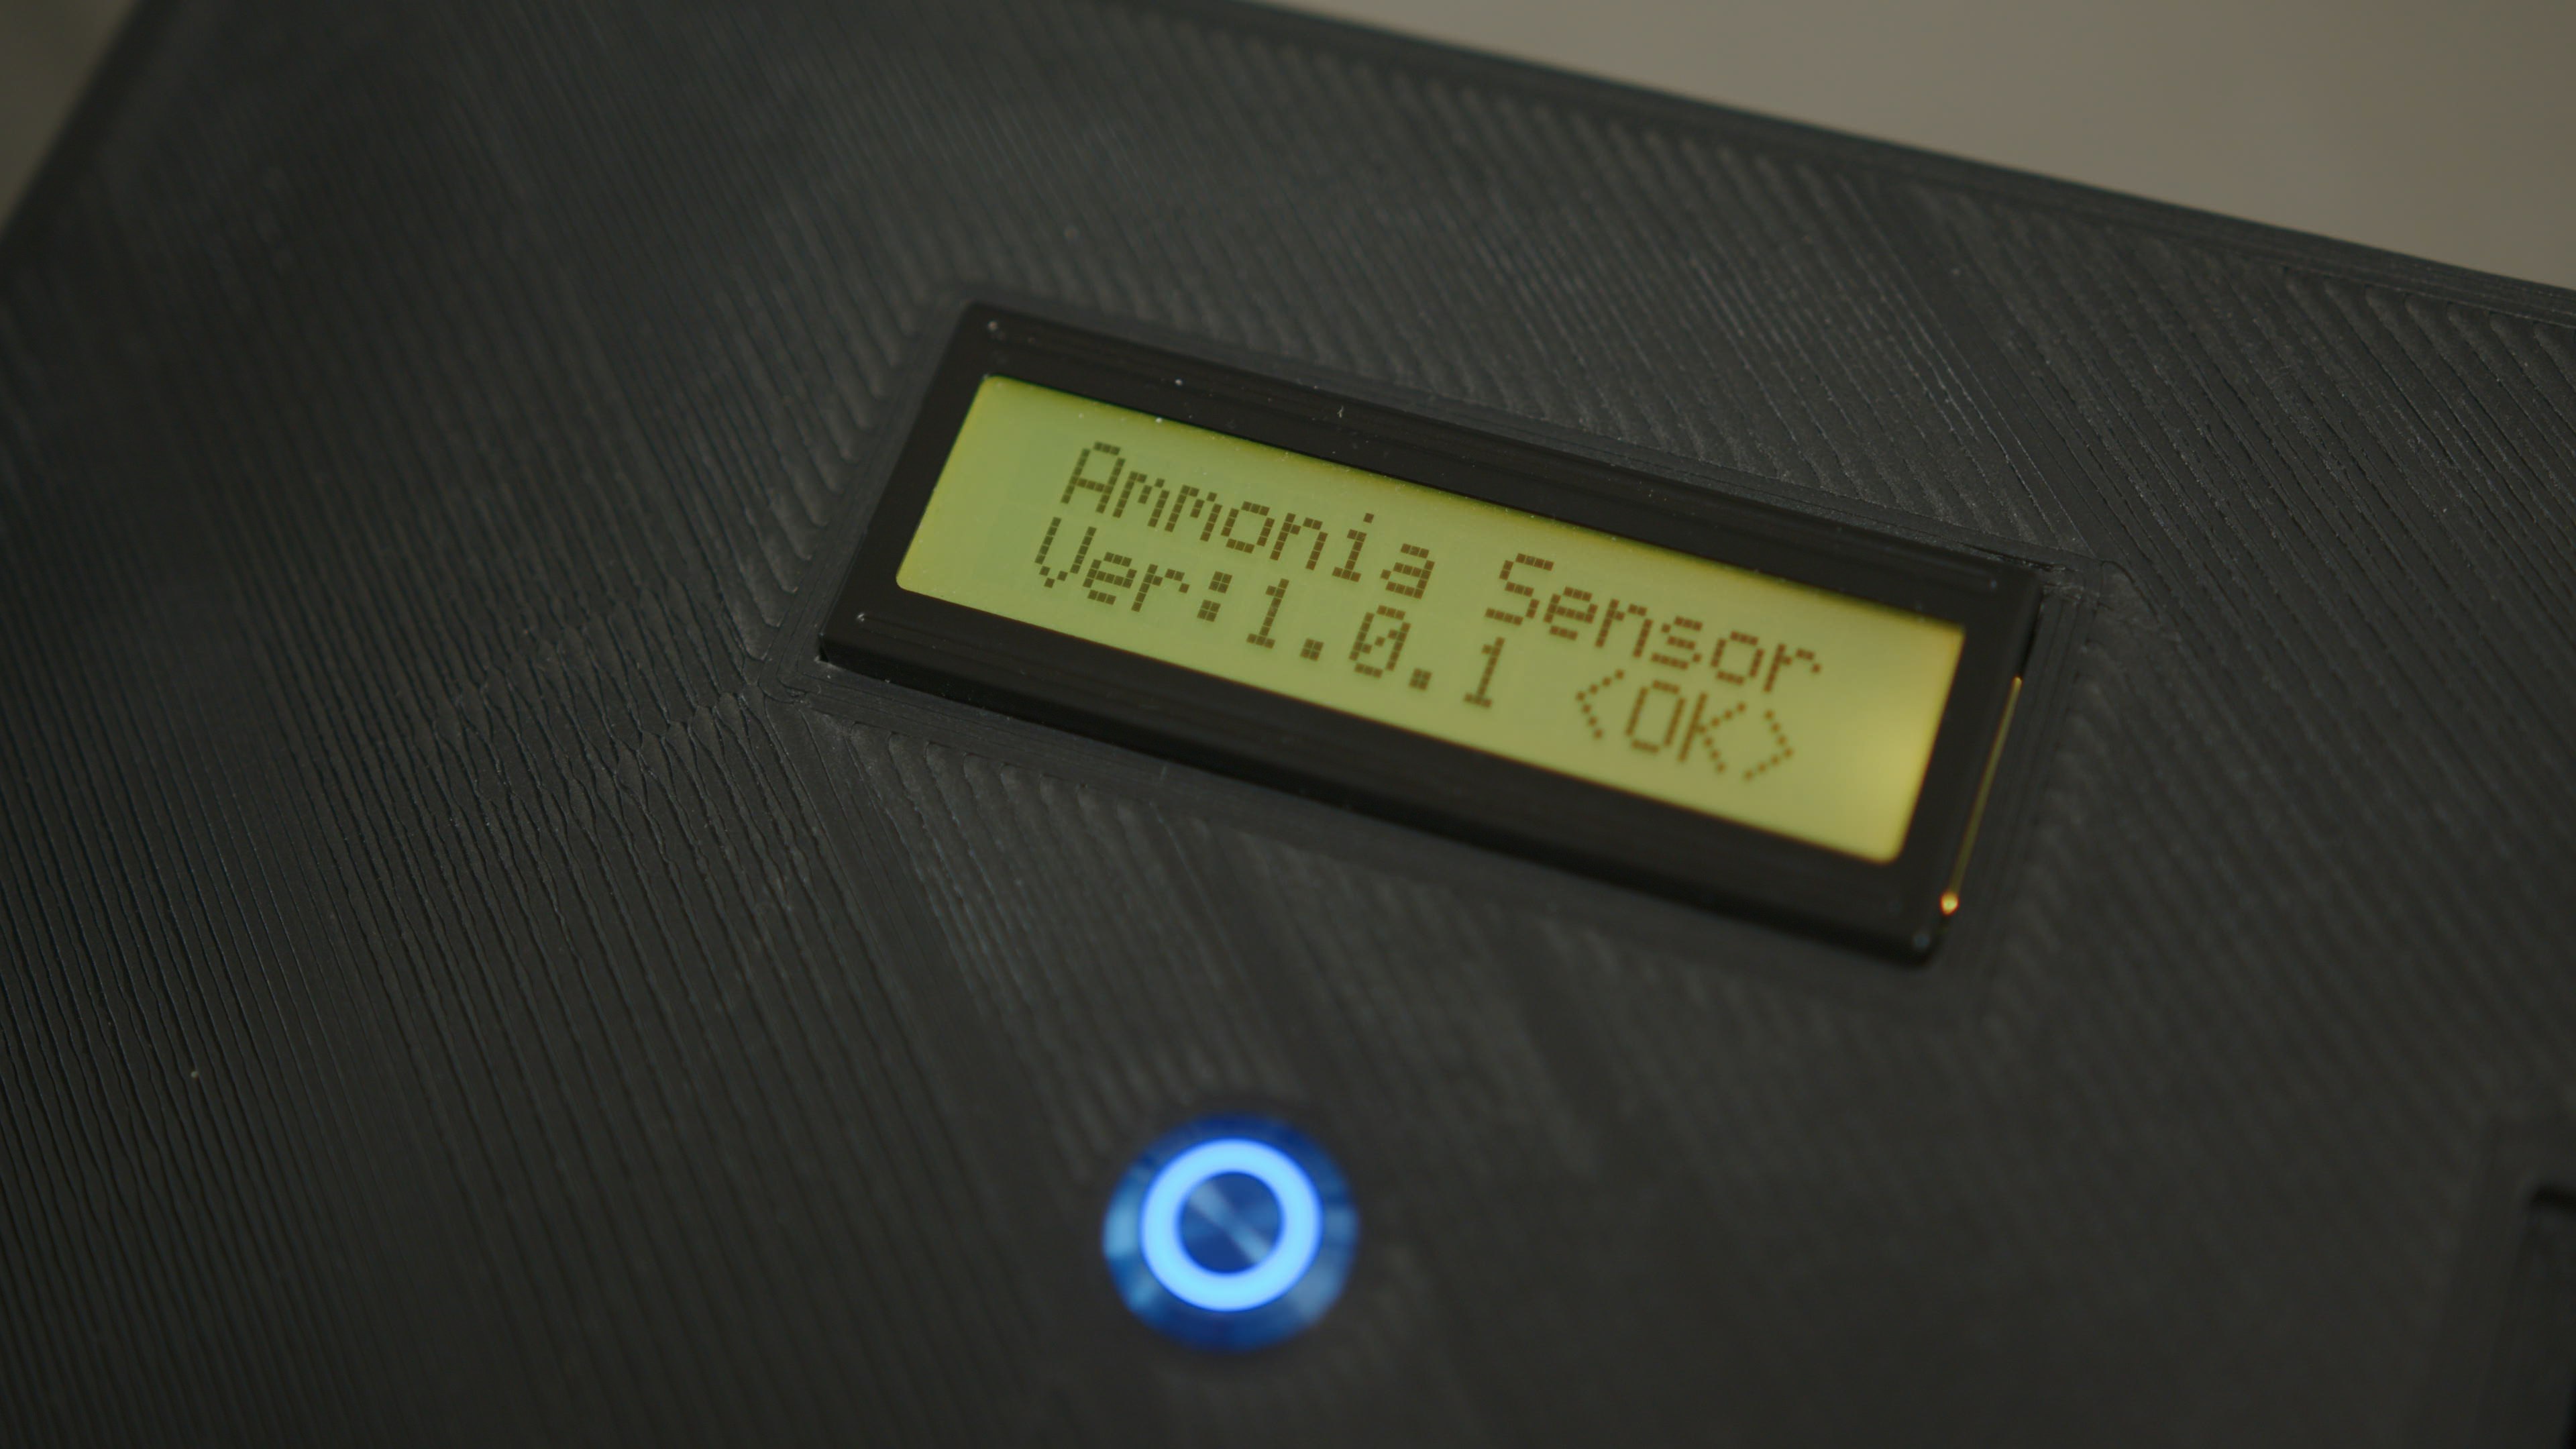 Ammonia Sensor
Ver:1.0.1 <OK>